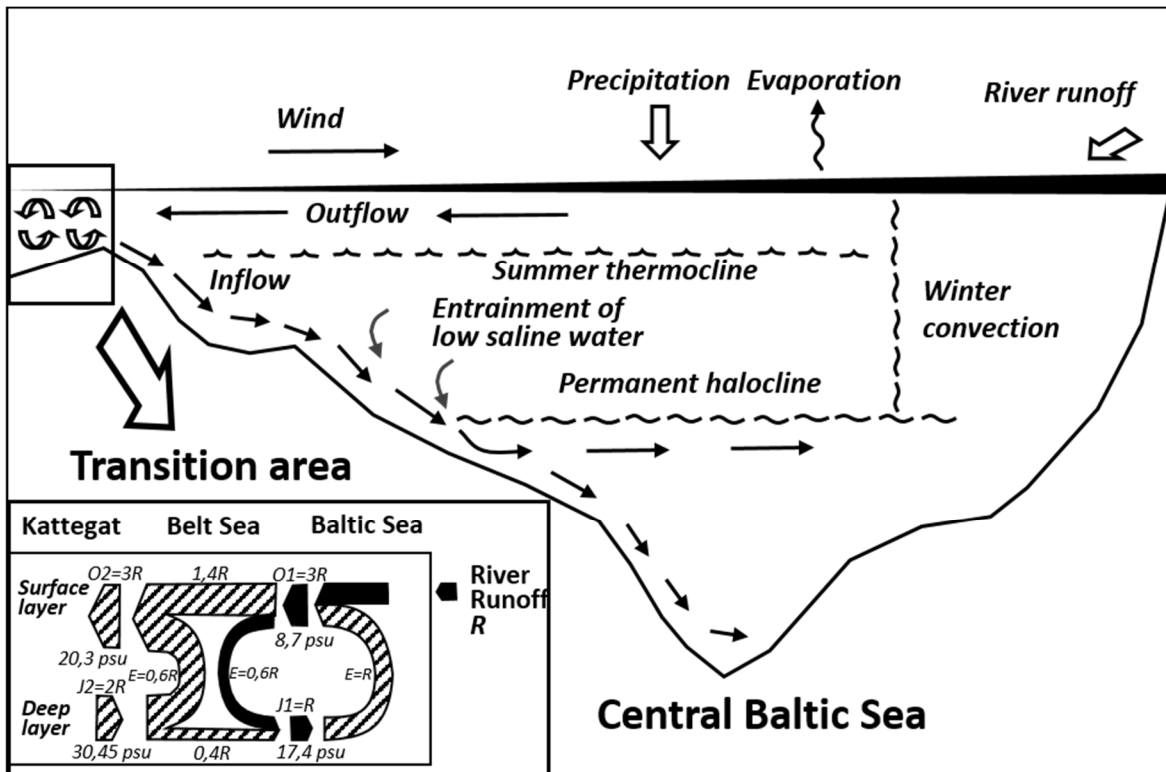 Precipitation Evaporation
River runoff
Wind
Outflow
Summer thermocline
Inflow
Entrainment of
low saline water
Winter
convection
Permanent halocline
Transition area
Kattegat Belt Sea Baltic Sea
O2=3R 1,4R O1=3R
Surface
layer
River
Runoff
R
8,7 psu
20,3 psu
E=0,6R E=0,6R E=R
J2=2R J1=R
Deep
layer
30,45 psu 0,4R 17,4 psu
Central Baltic Sea